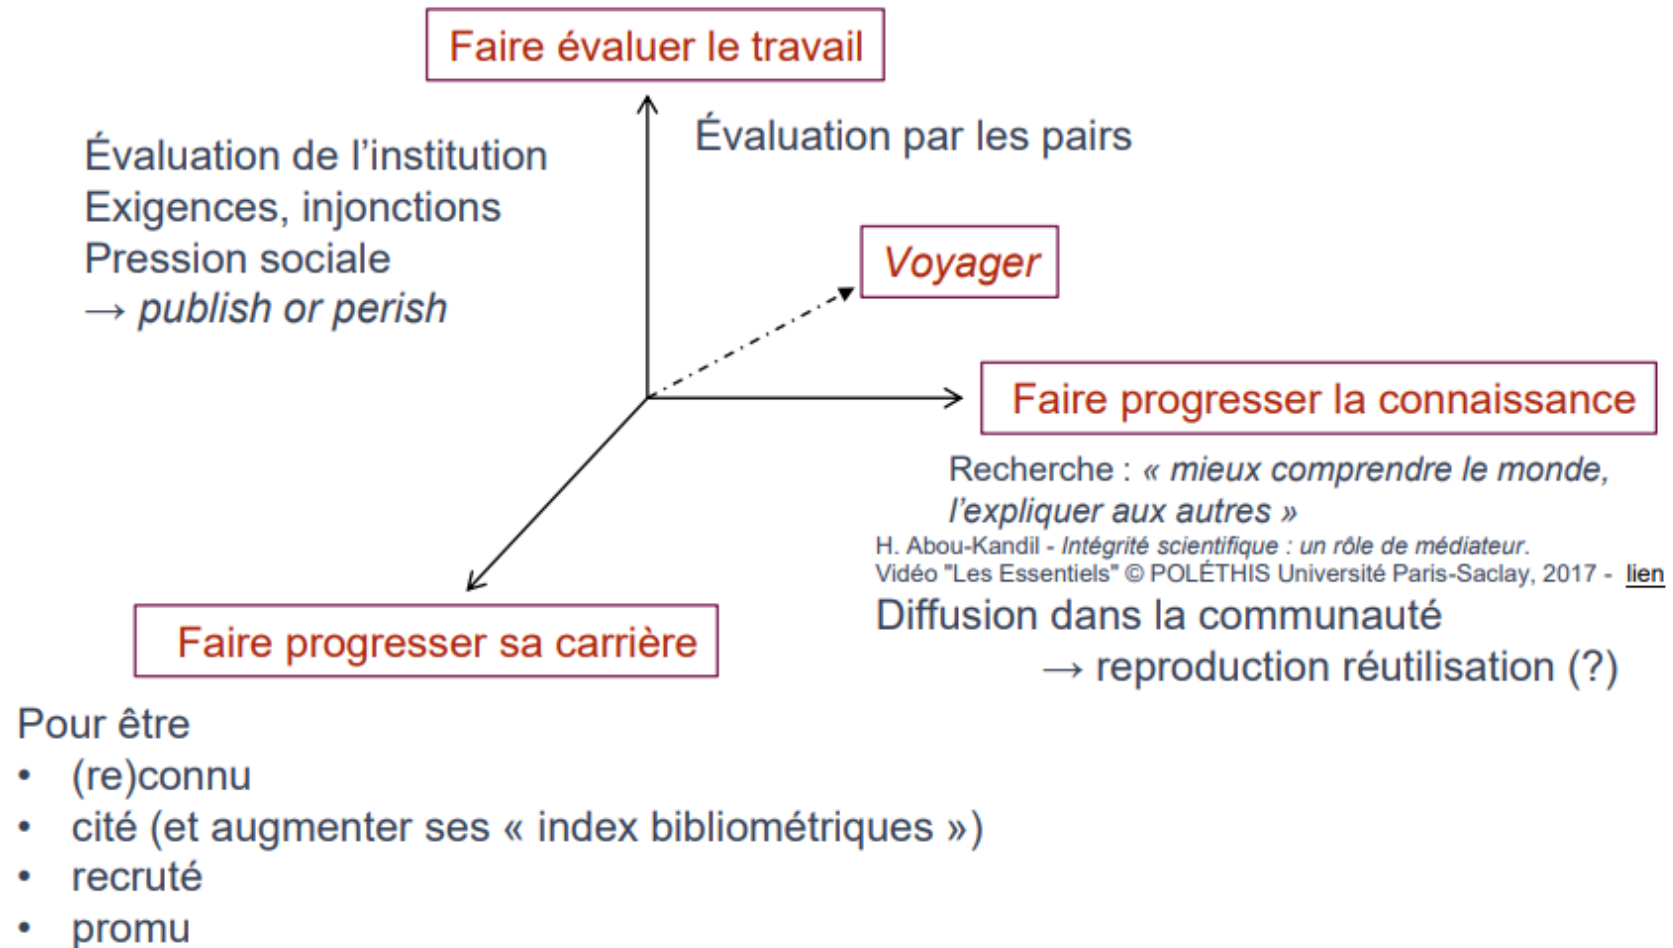 Faire évaluer le travail
Évaluation par les pairs
Évaluation de l’institution
Exigences, injonctions
Pression sociale
→ publish or perish
Voyager
Faire progresser la connaissance
Recherche : « mieux comprendre le monde,
l’expliquer aux autres »
H. Abou-Kandil - Intégrité scientifique : un rôle de médiateur.
Vidéo "Les Essentiels" © POLÉTHIS Université Paris-Saclay, 2017 - lien
Diffusion dans la communauté
→ reproduction réutilisation (?)
Faire progresser sa carrière
Pour être
• (re)connu
• cité (et augmenter ses « index bibliométriques »)
• recruté
• promu